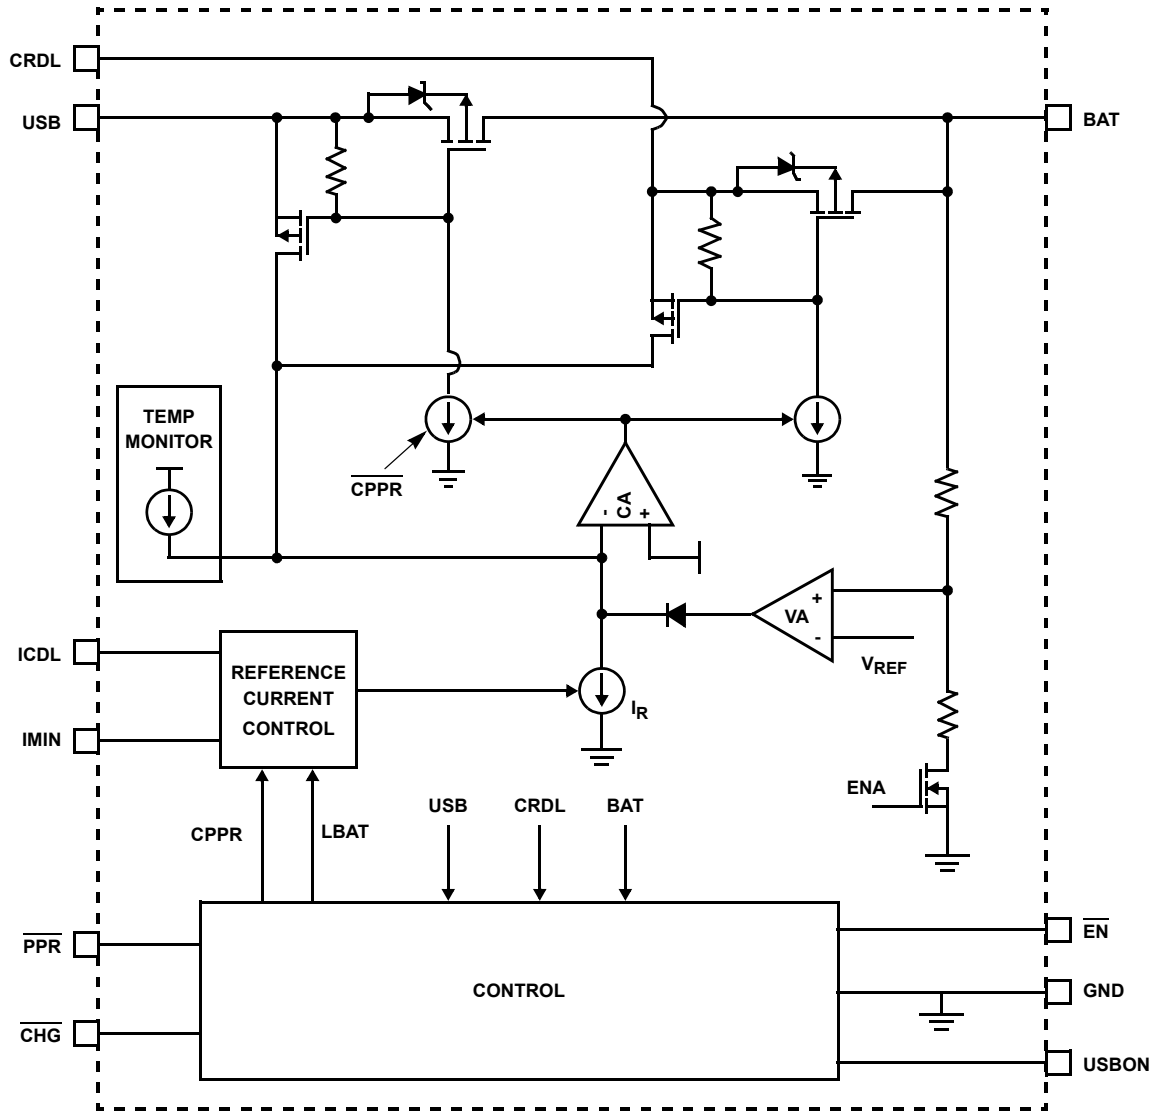 CRDL
USB
BAT
TEMP
MONITOR
CPPR
-
CA
+
+
VA
-
VREF
ICDL
REFERENCE
CURRENT
CONTROL
IR
IMIN
ENA
USB
CRDL
BAT
CPPR
LBAT
PPR
EN
CONTROL
GND
CHG
USBON